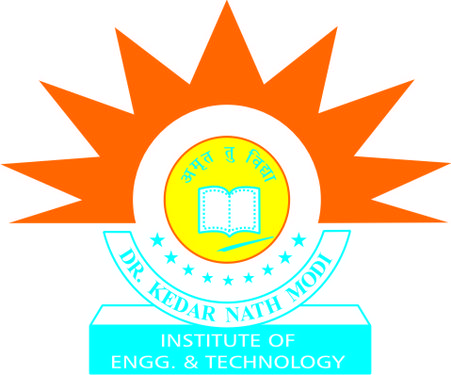 अमृत तु विद्या
DR. KEDAR NATH MODI
INSTITUTE OF
ENGG. & TECHNOLOGY